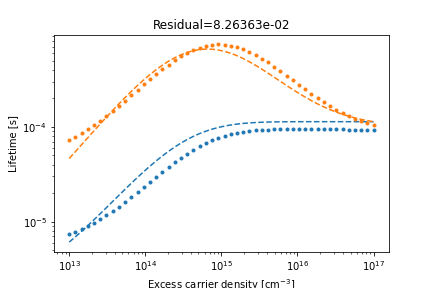 Residual=8.26363e-02
Lifetime [s]
10⁻⁴
10⁻⁵
10¹³ 10¹⁴ 10¹⁵ 10¹⁶ 10¹⁷
Excess carrier density [cm⁻³]